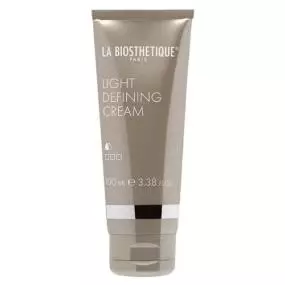 LA BIOSTHETIQUE
PARIS
LIGHT
DEFINING
CREAM
100 ml e 3.38 fl.oz.